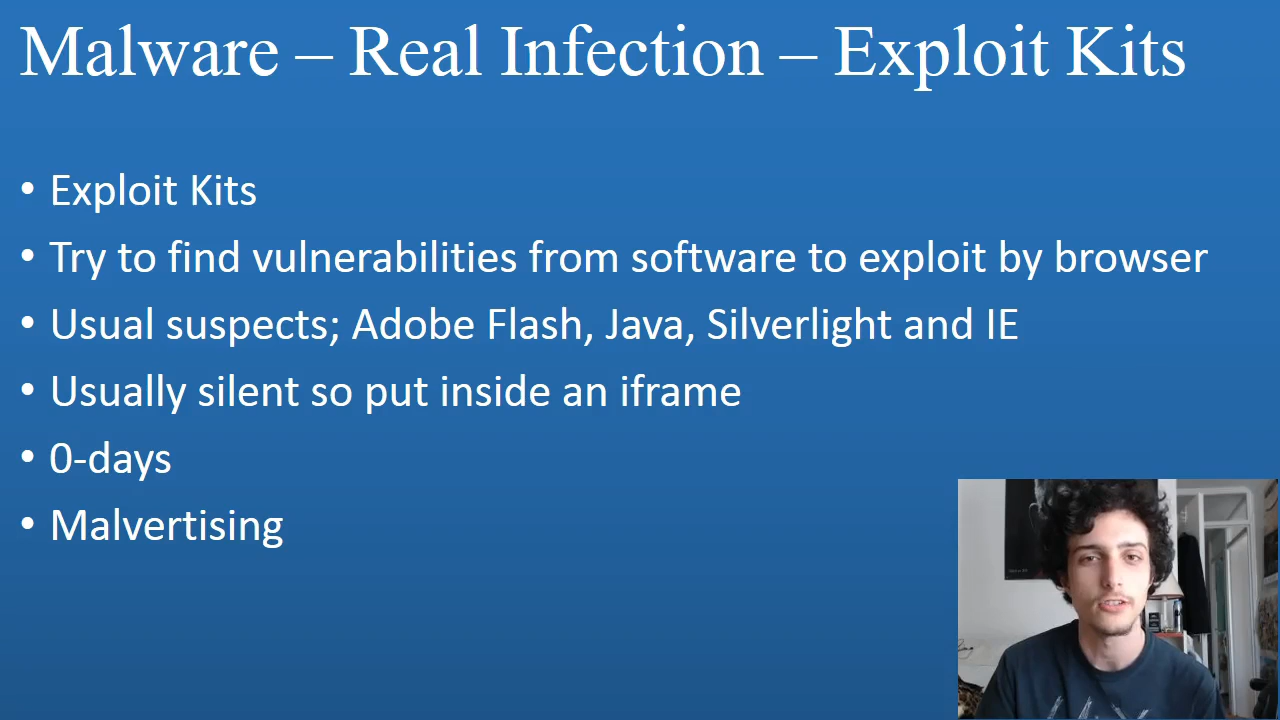 Malware – Real Infection – Exploit Kits
• Exploit Kits
• Try to find vulnerabilities from software to exploit by browser
• Usual suspects; Adobe Flash, Java, Silverlight and IE
• Usually silent so put inside an iframe
• 0-days
• Malvertising